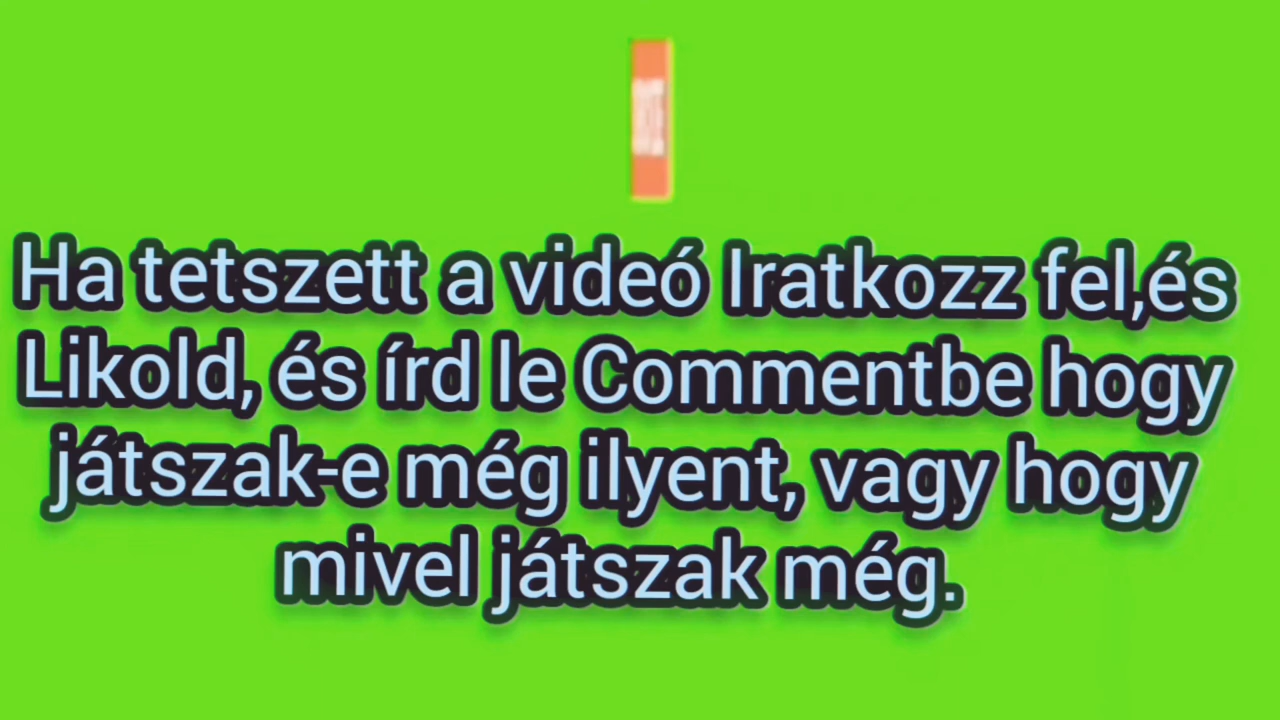 Ha tetszett a videó Iratkozz fel,és
Likold, és írd le Commentbe hogy
játszak-e még ilyent, vagy hogy
mivel játszak még.